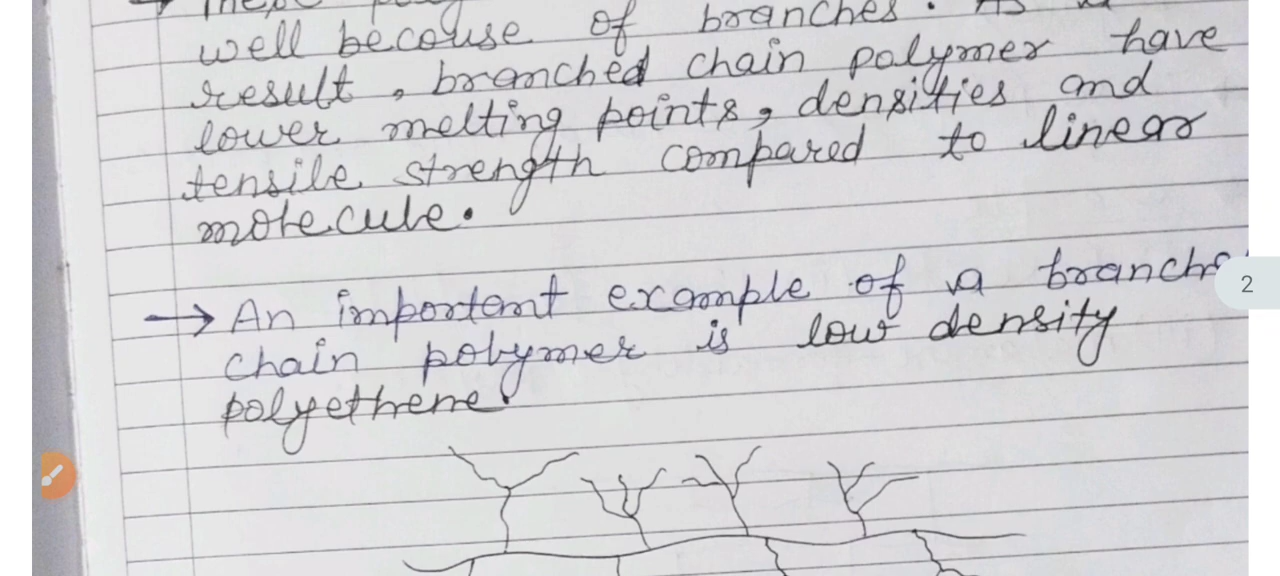 well because of branches. As a
result, branched chain polymer have
lower melting points, densities and
tensile strength compared to linear
molecule.
→ An important example of a branche
chain polymer is low density
polyethene.
2